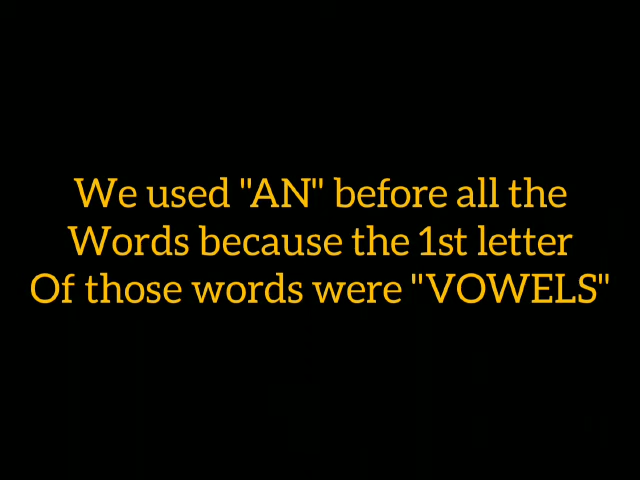 We used "AN" before all the
Words because the 1st letter
Of those words were "VOWELS"